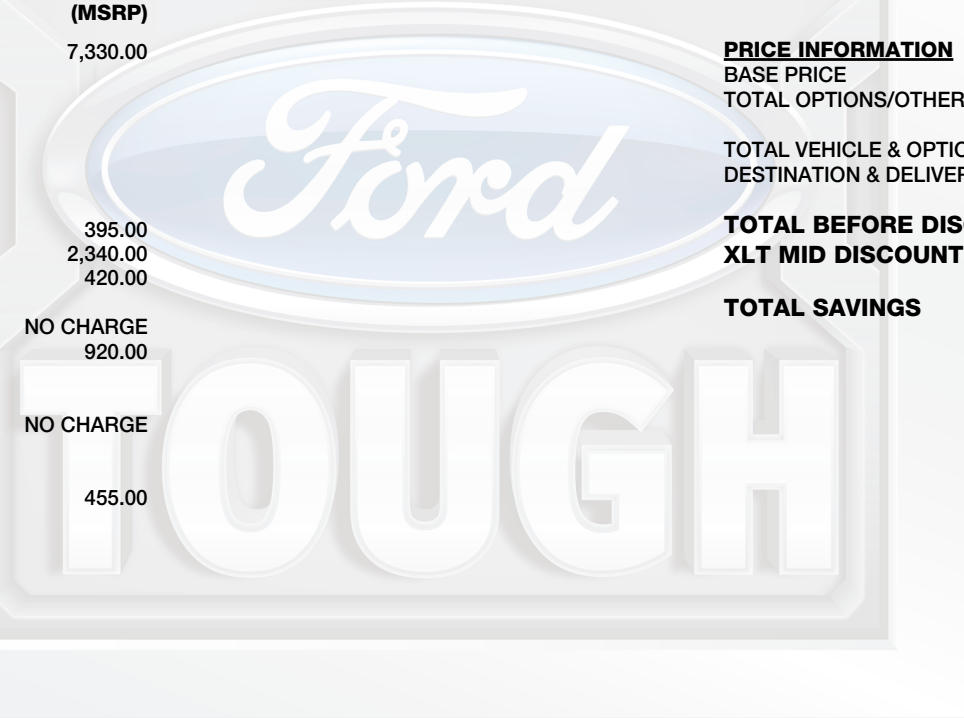 (MSRP)
7,330.00
395.00
2,340.00
420.00
NO CHARGE
920.00
NO CHARGE
455.00
PRICE INFORMATION
BASE PRICE
TOTAL OPTIONS/OTHER
TOTAL VEHICLE & OPTIO
DESTINATION & DELIVER
TOTAL BEFORE DIS
XLT MID DISCOUNT
TOTAL SAVINGS
Ford
TOUGH